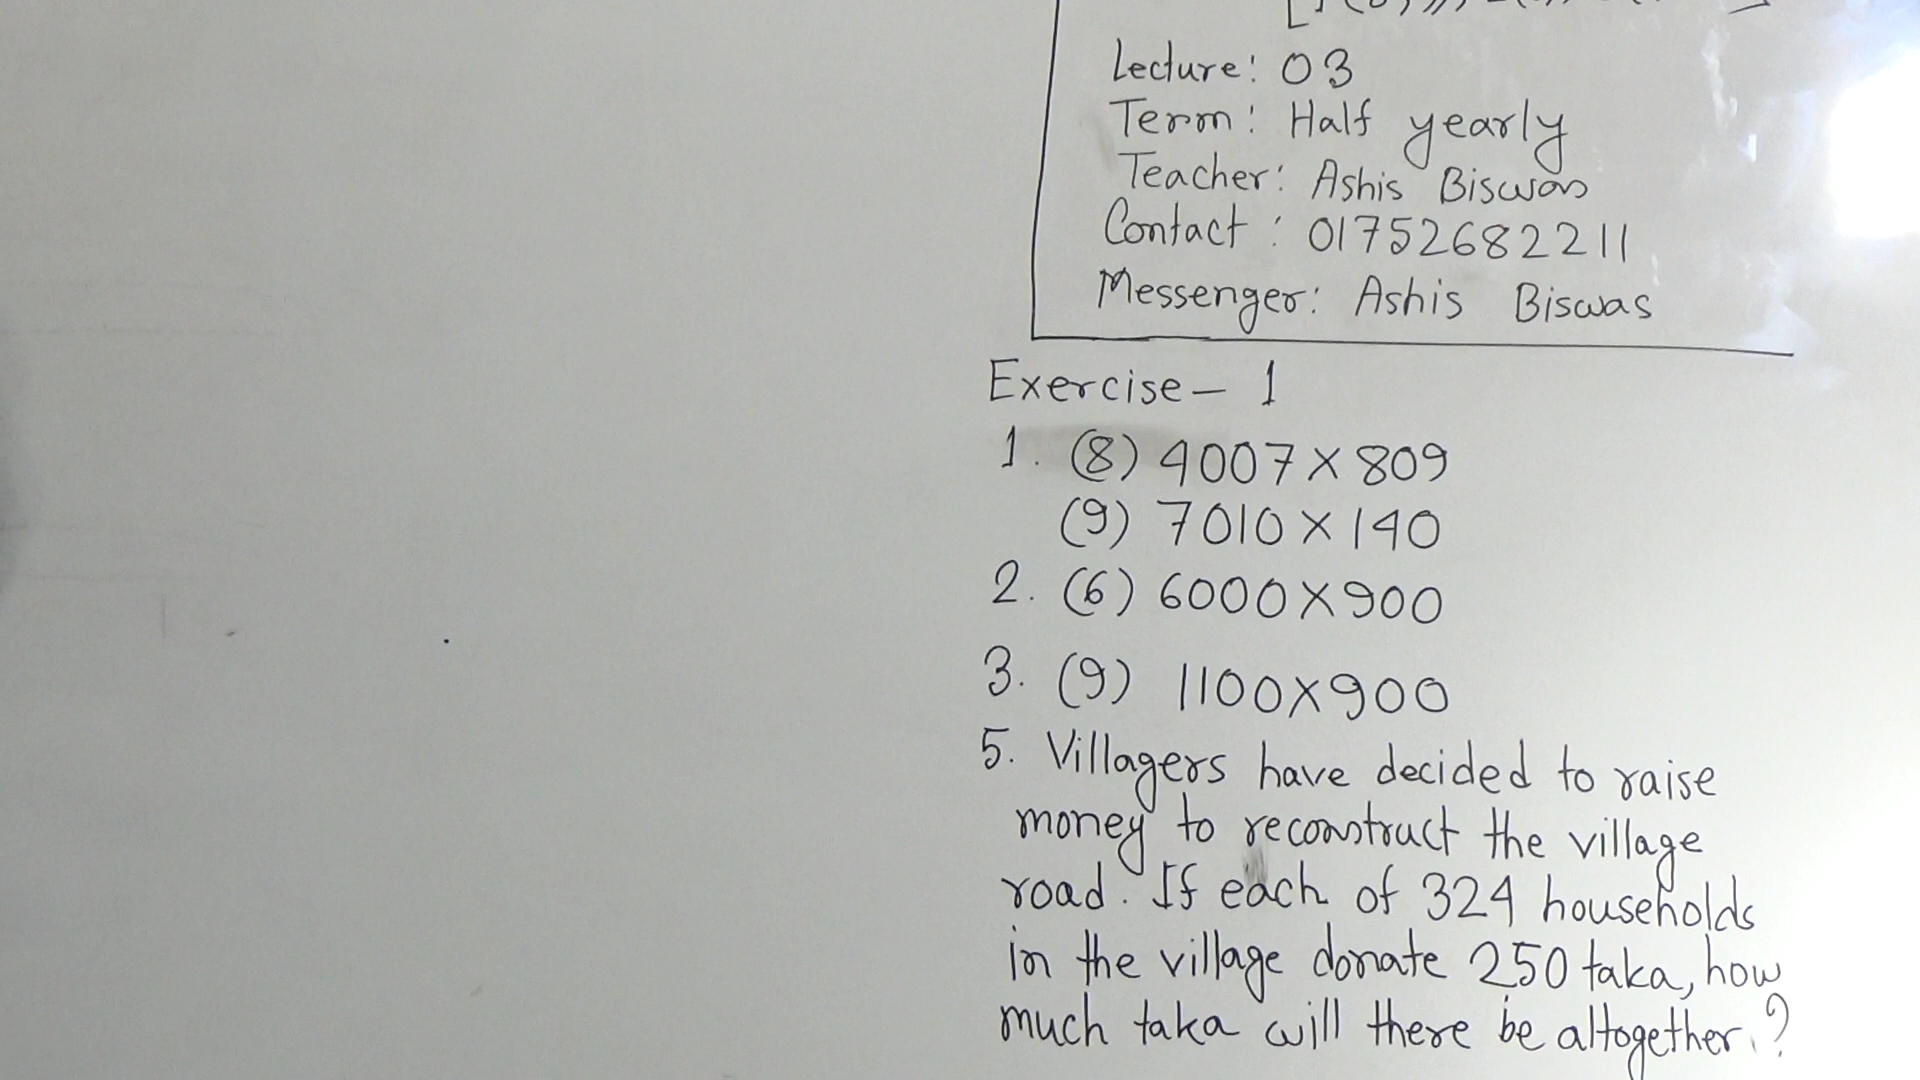 Lecture: 03
Term: Half yearly
Teacher: Ashis Biswas
Contact : 01752682211
Messenger: Ashis Biswas
Exercise - 1
1. (8) 4007 × 809
(9) 7010 × 140
2. (6) 6000 × 900
3. (9) 1100 × 900
5. Villagers have decided to raise
money to reconstruct the village
road. If each of 324 households
in the village donate 250 taka, how
much taka will there be altogether.?